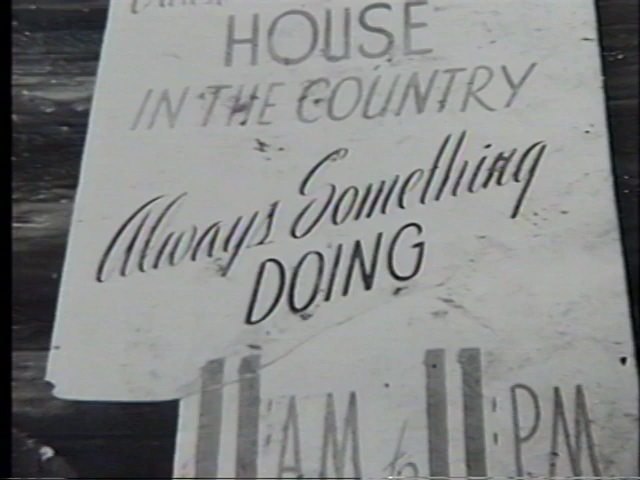 HOUSE
IN THE COUNTRY
Always Something
DOING
11:AM to 11:PM